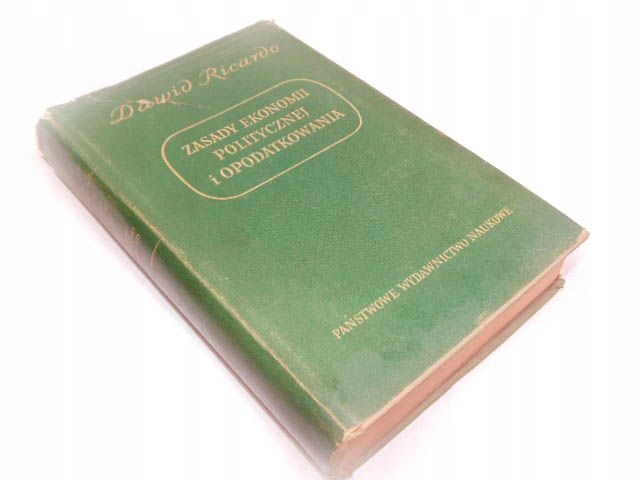 Dawid Ricardo
ZASADY EKONOMII
POLITYCZNEJ
i OPODATKOWANIA
PAŃSTWOWE WYDAWNICTWO NAUKOWE